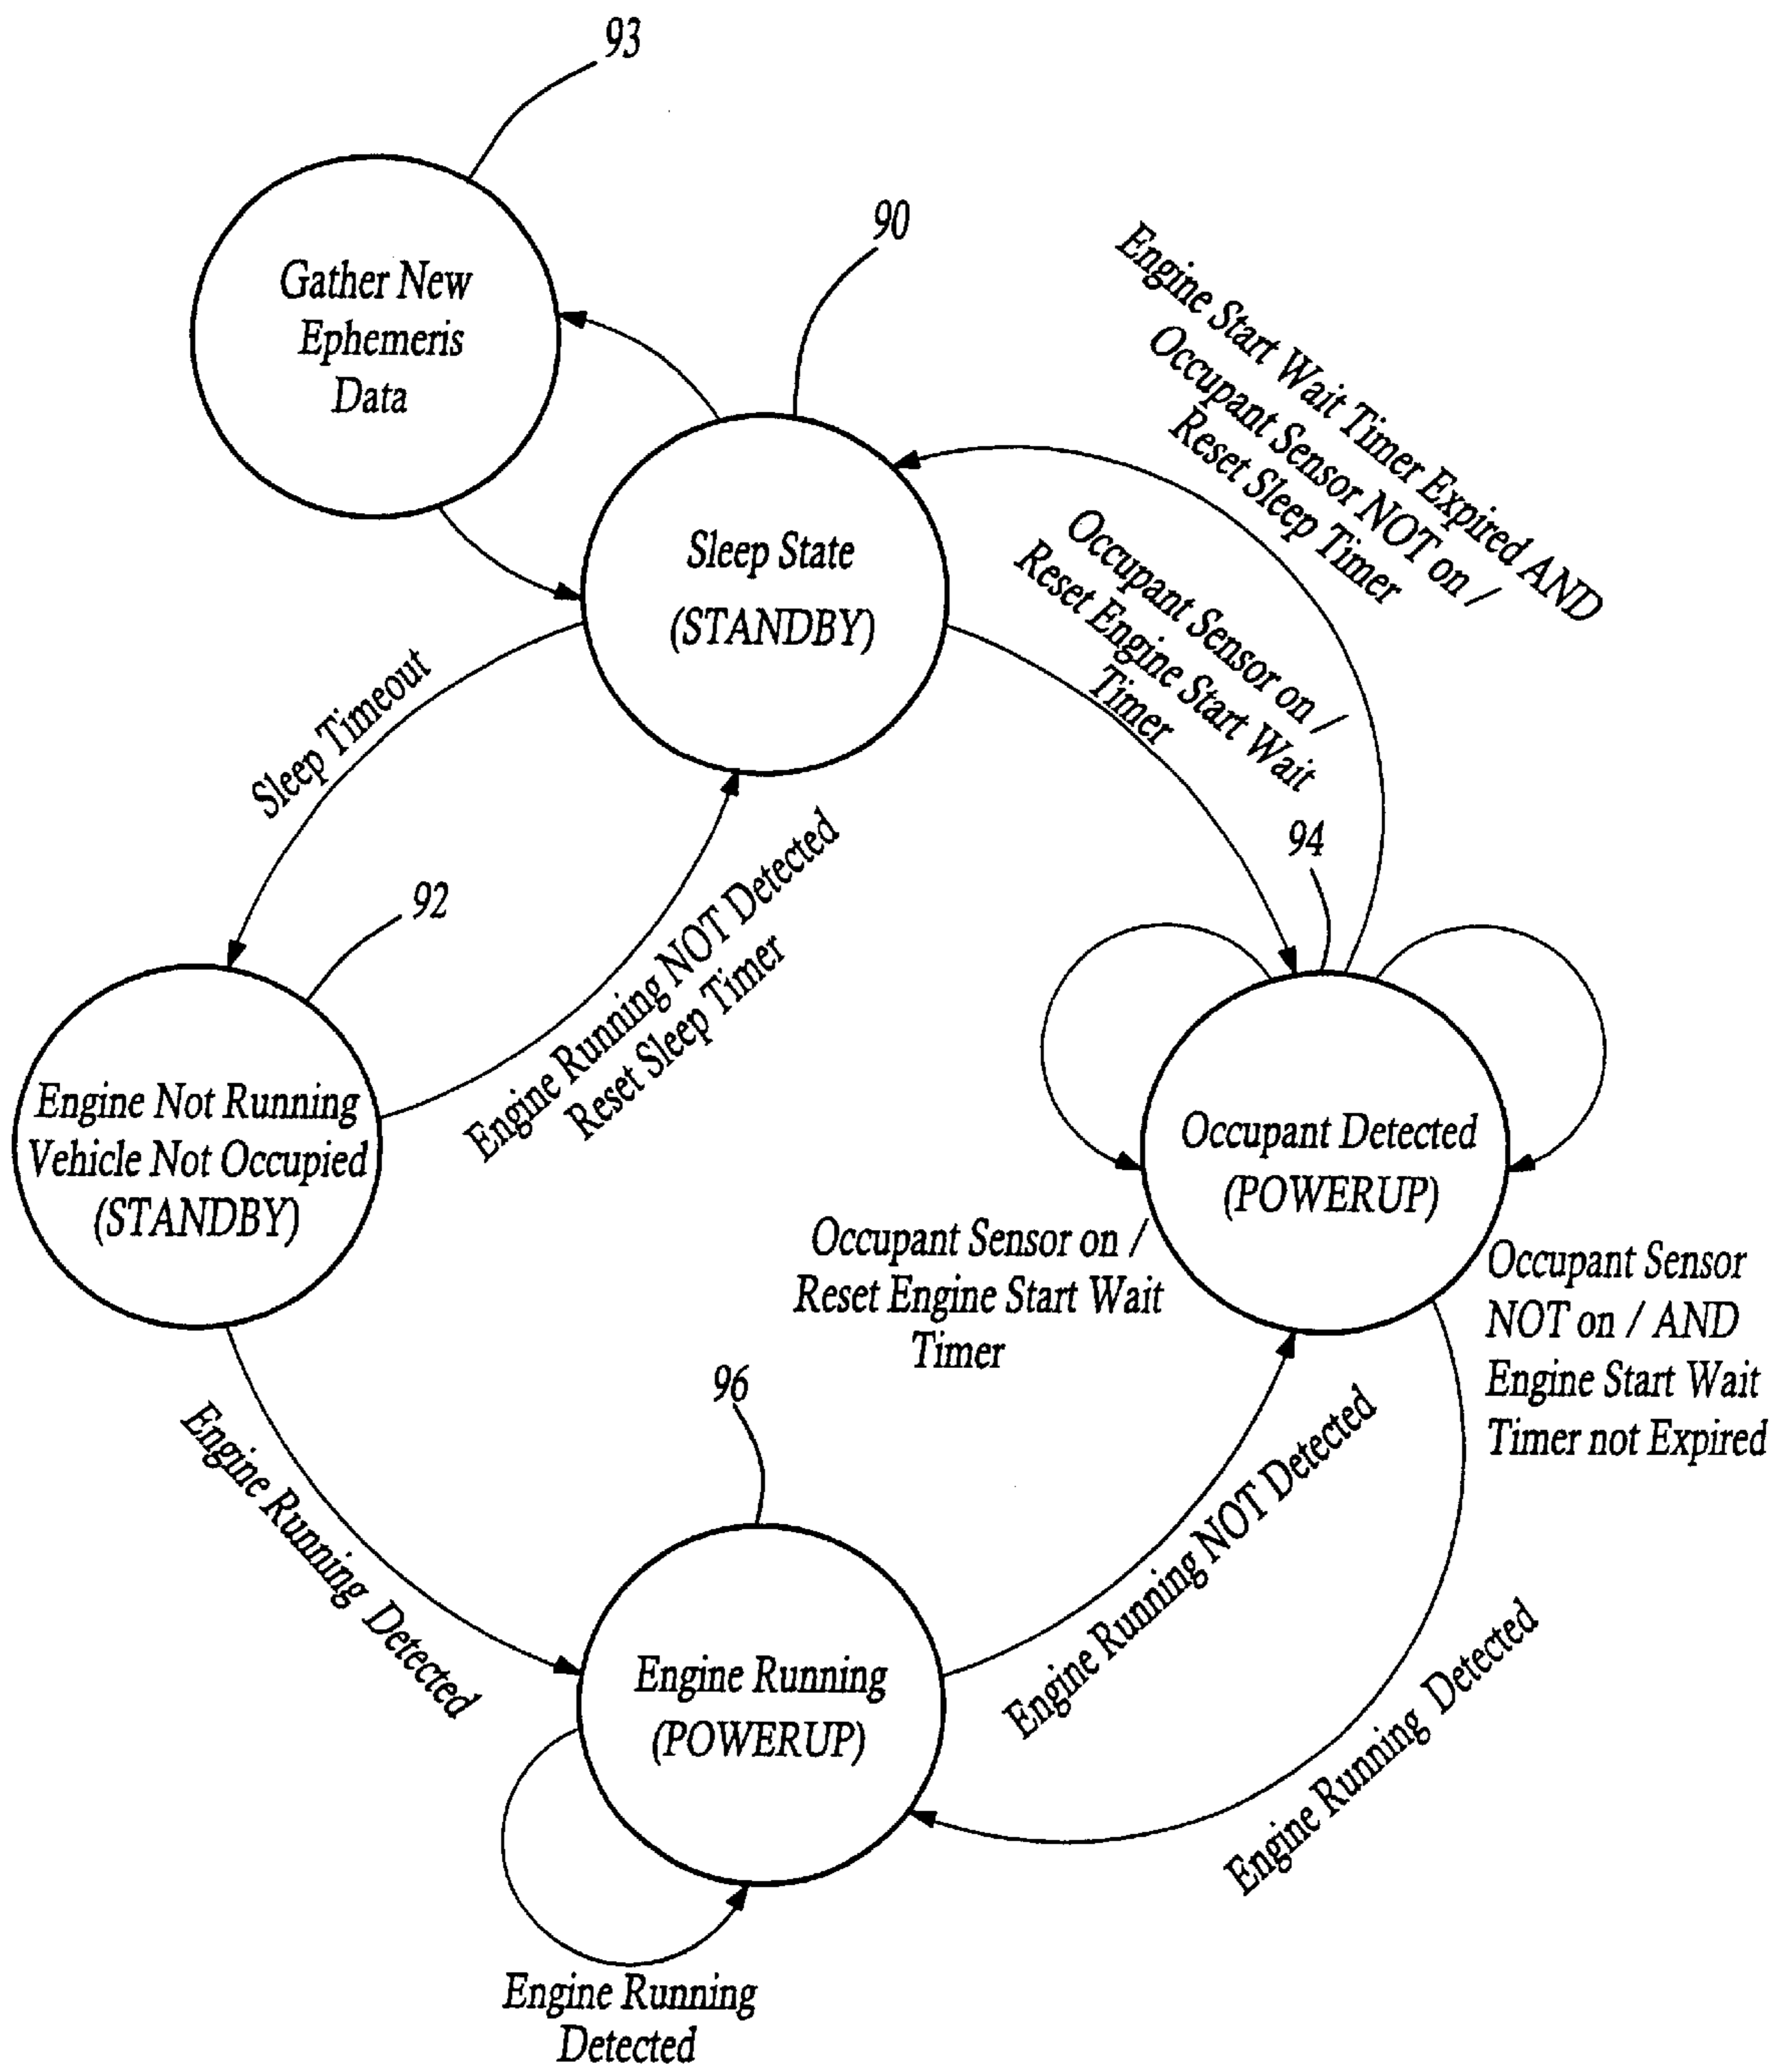 93
90
Gather New
Ephemeris
Data
Engine Start Wait Timer Expired AND
Occupant Sensor NOT on /
Reset Sleep Timer
Sleep State
(STANDBY)
Occupant Sensor on /
Reset Engine Start Wait
Timer
Sleep Timeout
94
92
Engine Running NOT Detected
Reset Sleep Timer
Engine Not Running
Vehicle Not Occupied
(STANDBY)
Occupant Detected
(POWERUP)
Occupant Sensor on /
Reset Engine Start Wait
Timer
Occupant Sensor
NOT on / AND
Engine Start Wait
Timer not Expired
96
Engine Running Detected
Engine Running NOT Detected
Engine Running Detected
Engine Running
(POWERUP)
Engine Running
Detected